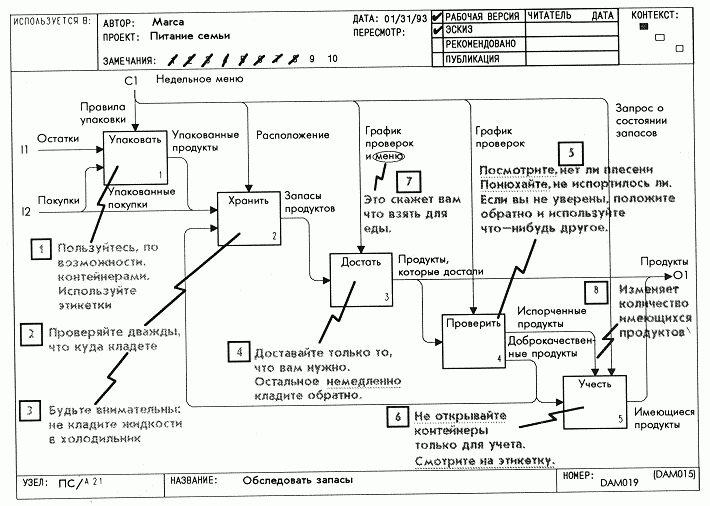 ИСПОЛЬЗУЕТСЯ В:
АВТОР: Marca
ПРОЕКТ: Питание семьи
ЗАМЕЧАНИЯ: 1 2 3 4 5 6 7 8 9 10
ДАТА: 01/31/93
ПЕРЕСМОТР:
РАБОЧАЯ ВЕРСИЯ
ЭСКИЗ
РЕКОМЕНДОВАНО
ПУБЛИКАЦИЯ
ЧИТАТЕЛЬ ДАТА
КОНТЕКСТ:
C1 Недельное меню
Правила
упаковки
I1 Остатки
Упаковать
1
Упакованные
продукты
Расположение
График
проверок
и меню
График
проверок
Запрос о
состоянии
запасов
I2 Покупки
Упакованные
покупки
Хранить
2
Запасы
продуктов
7
Это скажет вам
что взять для
еды.
5
Посмотрите, нет ли плесени
Понюхайте, не испортилось ли.
Если вы не уверены, положите
обратно и используйте
что-нибудь другое.
1
Пользуйтесь, по
возможности,
контейнерами.
Используйте
этикетки
Достать
3
Продукты,
которые достали
Продукты
O1
8
Изменяет
количество
имеющихся
продуктов
2
Проверяйте дважды,
что куда кладете
Проверить
4
Испорченные
продукты
Доброкачествен-
ные продукты
4
Доставайте только то,
что вам нужно.
Остальное немедленно
кладите обратно.
Учесть
5
Имеющиеся
продукты
3
Будьте внимательны:
не кладите жидкости
в холодильник
6
Не открывайте
контейнеры
только для учета.
Смотрите на этикетку.
УЗЕЛ: ПС/А 21
НАЗВАНИЕ: Обследовать запасы
НОМЕР: (DAM015)
DAM019